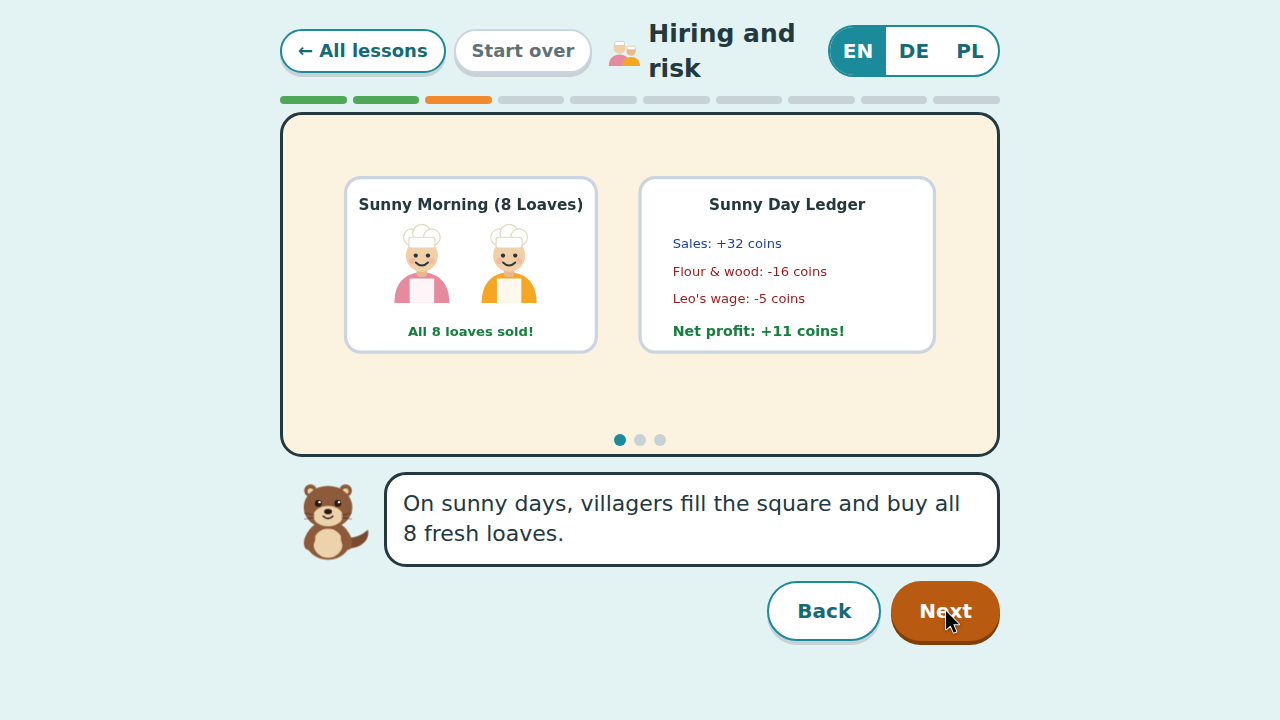 ← All lessons
Start over
Hiring and
risk
EN DE PL
Sunny Morning (8 Loaves)
All 8 loaves sold!
Sunny Day Ledger
Sales: +32 coins
Flour & wood: -16 coins
Leo's wage: -5 coins
Net profit: +11 coins!
On sunny days, villagers fill the square and buy all
8 fresh loaves.
Back
Next